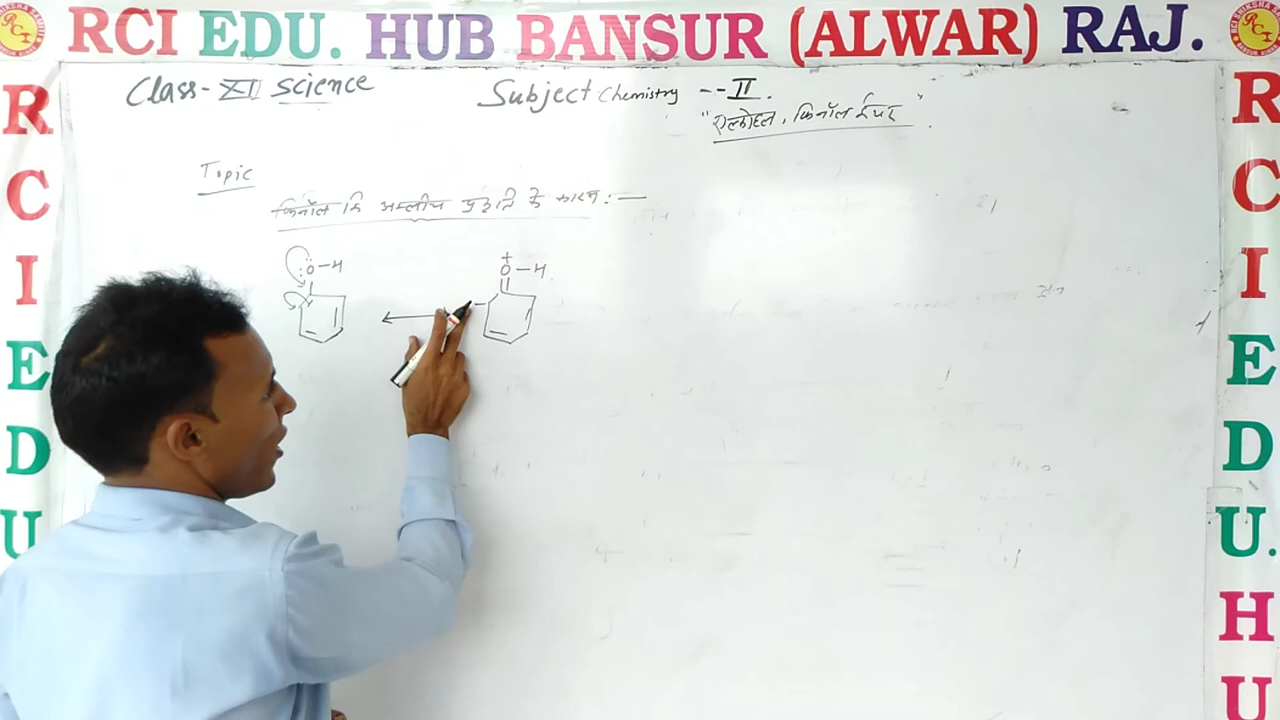 RCI EDU. HUB BANSUR (ALWAR) RAJ.
Class- XII Science
Subject Chemistry -- II.
"एल्कोहल, फिनॉल ईथर"
Topic
फिनॉल कि अम्लीय प्रकृति के कारण : —
:O-H
+
O-H
R
C
I
E
D
U
R
C
I
E
D
U.
H
U